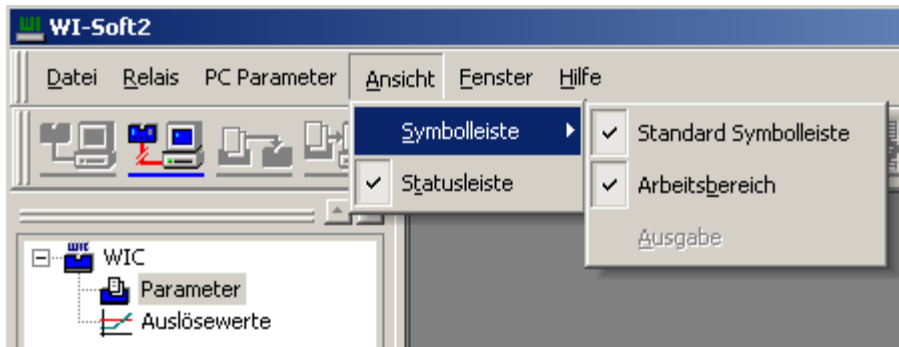 WI-Soft2
Datei Relais PC Parameter Ansicht Fenster Hilfe
Symbolleiste
Statusleiste
Standard Symbolleiste
Arbeitsbereich
Ausgabe
WIC
Parameter
Auslösewerte